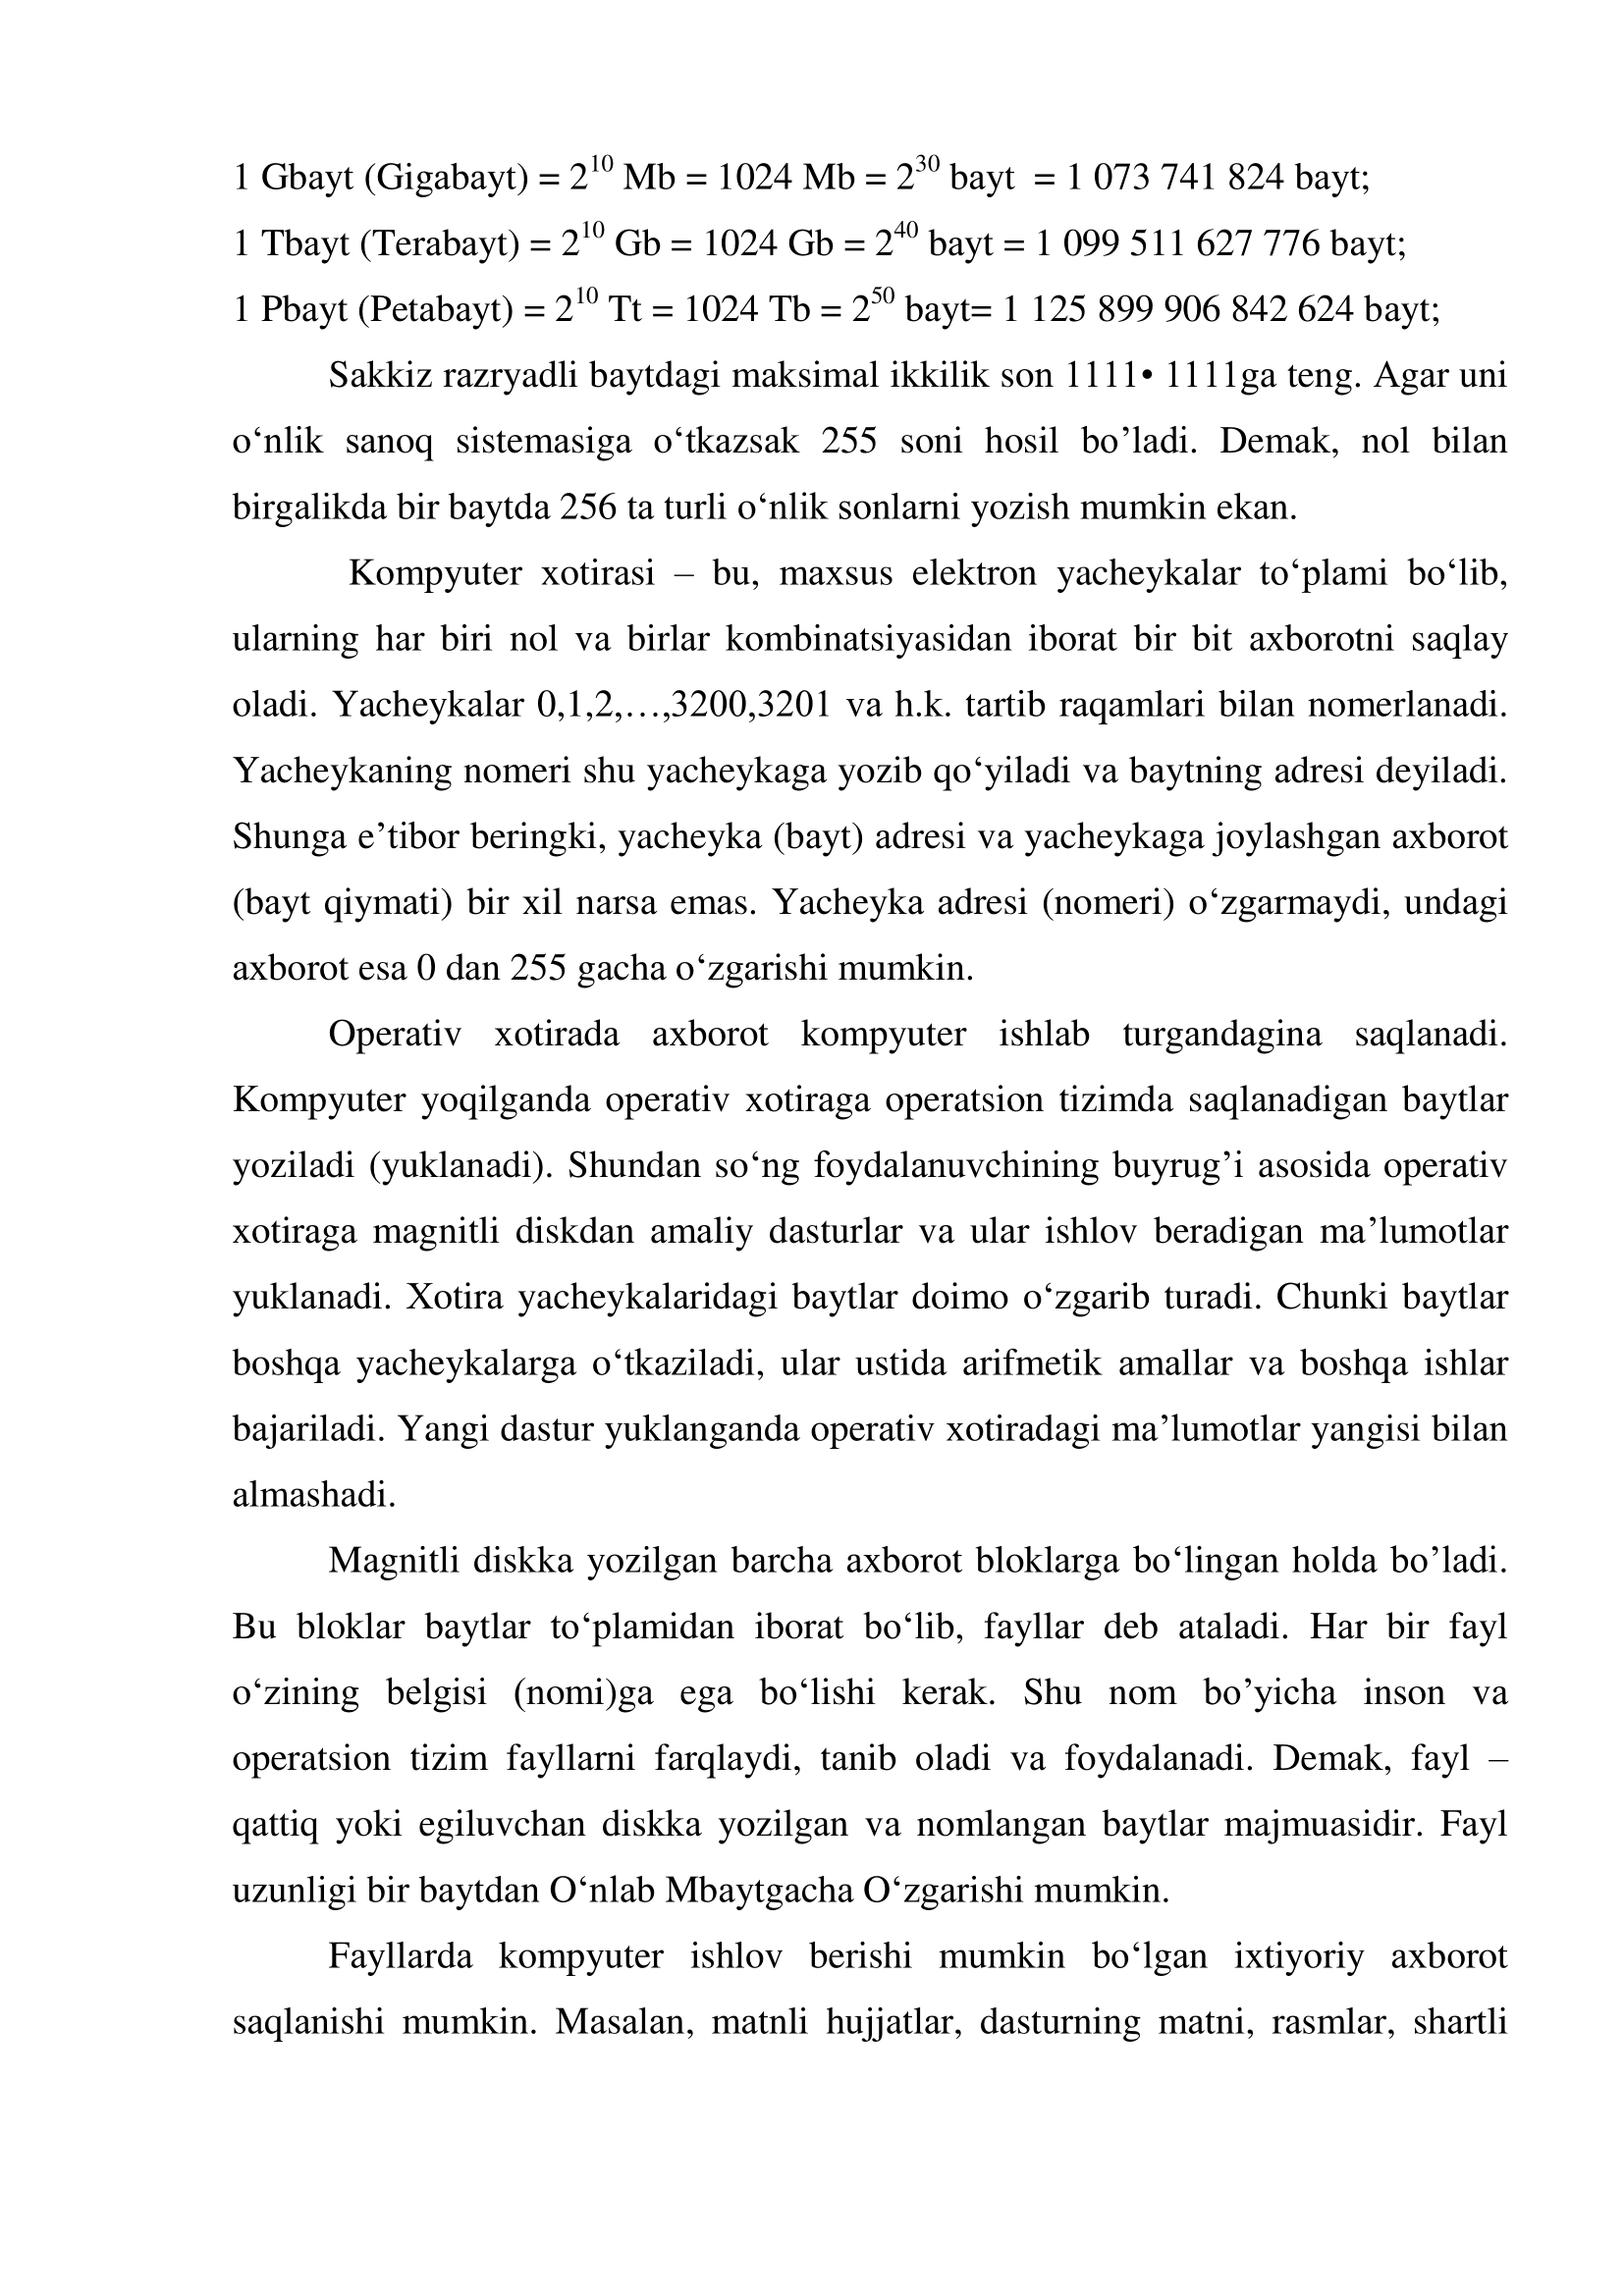 1 Gbayt (Gigabayt) = 2¹⁰ Mb = 1024 Mb = 2³⁰ bayt  = 1 073 741 824 bayt;
1 Tbayt (Terabayt) = 2¹⁰ Gb = 1024 Gb = 2⁴⁰ bayt = 1 099 511 627 776 bayt;
1 Pbayt (Petabayt) = 2¹⁰ Tt = 1024 Tb = 2⁵⁰ bayt= 1 125 899 906 842 624 bayt;
Sakkiz razryadli baytdagi maksimal ikkilik son 1111• 1111ga teng. Agar uni
o‘nlik sanoq sistemasiga o‘tkazsak 255 soni hosil bo’ladi. Demak, nol bilan
birgalikda bir baytda 256 ta turli o‘nlik sonlarni yozish mumkin ekan.
Kompyuter xotirasi – bu, maxsus elektron yacheykalar to‘plami bo‘lib,
ularning har biri nol va birlar kombinatsiyasidan iborat bir bit axborotni saqlay
oladi. Yacheykalar 0,1,2,…,3200,3201 va h.k. tartib raqamlari bilan nomerlanadi.
Yacheykaning nomeri shu yacheykaga yozib qo‘yiladi va baytning adresi deyiladi.
Shunga e’tibor beringki, yacheyka (bayt) adresi va yacheykaga joylashgan axborot
(bayt qiymati) bir xil narsa emas. Yacheyka adresi (nomeri) o‘zgarmaydi, undagi
axborot esa 0 dan 255 gacha o‘zgarishi mumkin.
Operativ xotirada axborot kompyuter ishlab turgandagina saqlanadi.
Kompyuter yoqilganda operativ xotiraga operatsion tizimda saqlanadigan baytlar
yoziladi (yuklanadi). Shundan so‘ng foydalanuvchining buyrug’i asosida operativ
xotiraga magnitli diskdan amaliy dasturlar va ular ishlov beradigan ma’lumotlar
yuklanadi. Xotira yacheykalaridagi baytlar doimo o‘zgarib turadi. Chunki baytlar
boshqa yacheykalarga o‘tkaziladi, ular ustida arifmetik amallar va boshqa ishlar
bajariladi. Yangi dastur yuklanganda operativ xotiradagi ma’lumotlar yangisi bilan
almashadi.
Magnitli diskka yozilgan barcha axborot bloklarga bo‘lingan holda bo’ladi.
Bu bloklar baytlar to‘plamidan iborat bo‘lib, fayllar deb ataladi. Har bir fayl
o‘zining belgisi (nomi)ga ega bo‘lishi kerak. Shu nom bo’yicha inson va
operatsion tizim fayllarni farqlaydi, tanib oladi va foydalanadi. Demak, fayl –
qattiq yoki egiluvchan diskka yozilgan va nomlangan baytlar majmuasidir. Fayl
uzunligi bir baytdan O‘nlab Mbaytgacha O‘zgarishi mumkin.
Fayllarda kompyuter ishlov berishi mumkin bo‘lgan ixtiyoriy axborot
saqlanishi mumkin. Masalan, matnli hujjatlar, dasturning matni, rasmlar, shartli